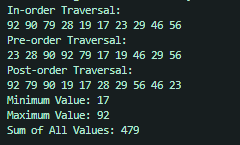 In-order Traversal:
92 90 79 28 19 17 23 29 46 56
Pre-order Traversal:
23 28 90 92 79 17 19 46 29 56
Post-order Traversal:
92 79 90 19 17 28 29 56 46 23
Minimum Value: 17
Maximum Value: 92
Sum of All Values: 479